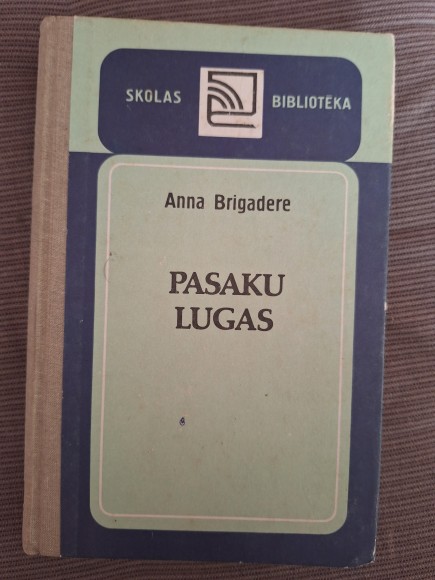 SKOLAS BIBLIOTĒKA
Anna Brigadere
PASAKU
LUGAS